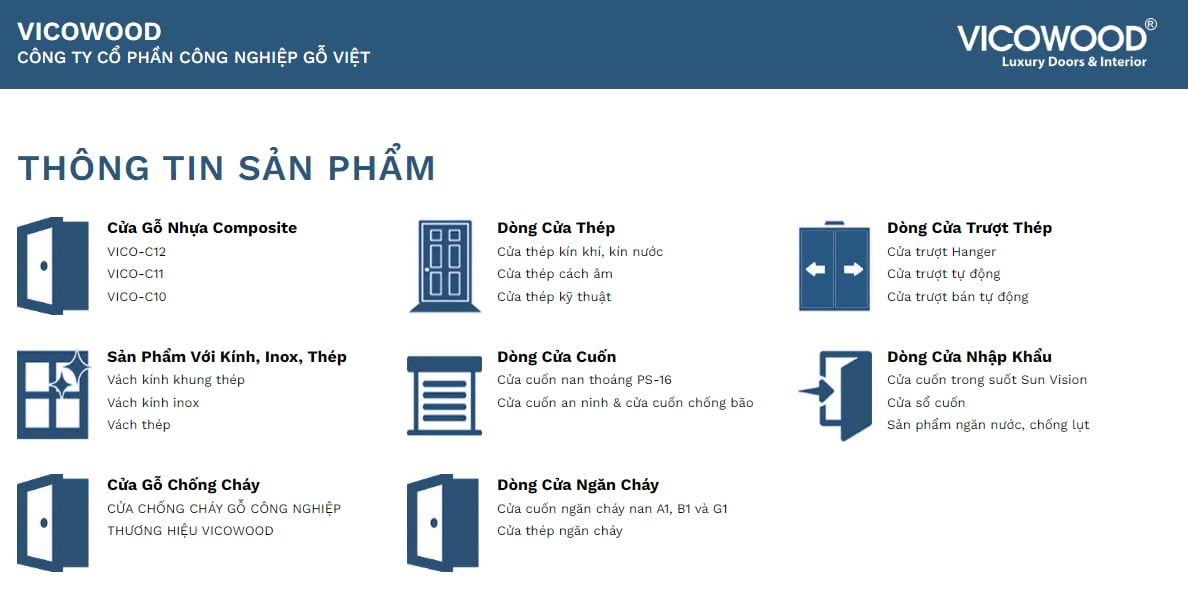 VICOWOOD
CÔNG TY CỔ PHẦN CÔNG NGHIỆP GỖ VIỆT
VICOWOOD®
Luxury Doors & Interior
THÔNG TIN SẢN PHẨM
Cửa Gỗ Nhựa Composite
VICO-C12
VICO-C11
VICO-C10
Dòng Cửa Thép
Cửa thép kín khí, kín nước
Cửa thép cách âm
Cửa thép kỹ thuật
Dòng Cửa Trượt Thép
Cửa trượt Hanger
Cửa trượt tự động
Cửa trượt bán tự động
Sản Phẩm Với Kính, Inox, Thép
Vách kính khung thép
Vách kính inox
Vách thép
Dòng Cửa Cuốn
Cửa cuốn nan thoáng PS-16
Cửa cuốn an ninh & cửa cuốn chống bão
Dòng Cửa Nhập Khẩu
Cửa cuốn trong suốt Sun Vision
Cửa sổ cuốn
Sản phẩm ngăn nước, chống lụt
Cửa Gỗ Chống Cháy
CỬA CHỐNG CHÁY GỖ CÔNG NGHIỆP
THƯƠNG HIỆU VICOWOOD
Dòng Cửa Ngăn Cháy
Cửa cuốn ngăn cháy nan A1, B1 và G1
Cửa thép ngăn cháy